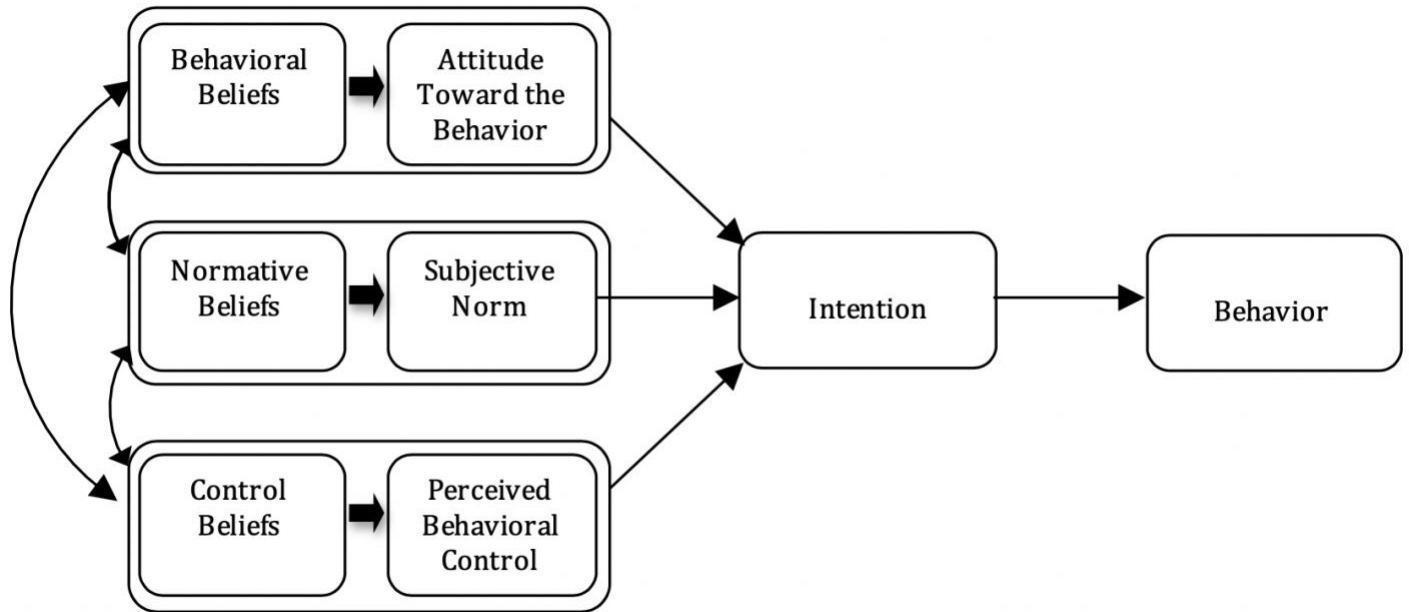 Behavioral
Beliefs
Attitude
Toward the
Behavior
Normative
Beliefs
Subjective
Norm
Intention
Behavior
Control
Beliefs
Perceived
Behavioral
Control